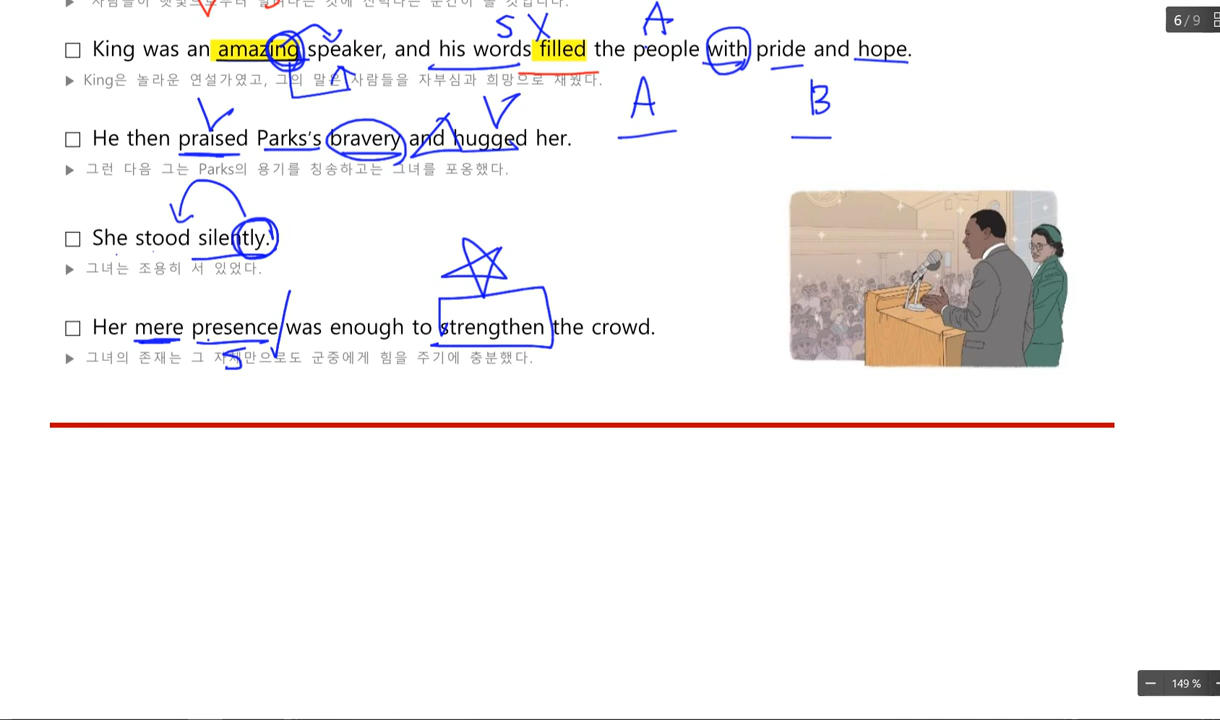 6 / 9
S X A
□ King was an amazing speaker, and his words filled the people with pride and hope.
▶ King은 놀라운 연설가였고, 그의 말은 사람들을 자부심과 희망으로 채웠다.
A B
□ He then praised Parks's bravery and hugged her.
▶ 그런 다음 그는 Parks의 용기를 칭송하고는 그녀를 포옹했다.
□ She stood silently.
▶ 그녀는 조용히 서 있었다.
□ Her mere presence was enough to strengthen the crowd.
▶ 그녀의 존재는 그 자체만으로도 군중에게 힘을 주기에 충분했다.
S
149 %